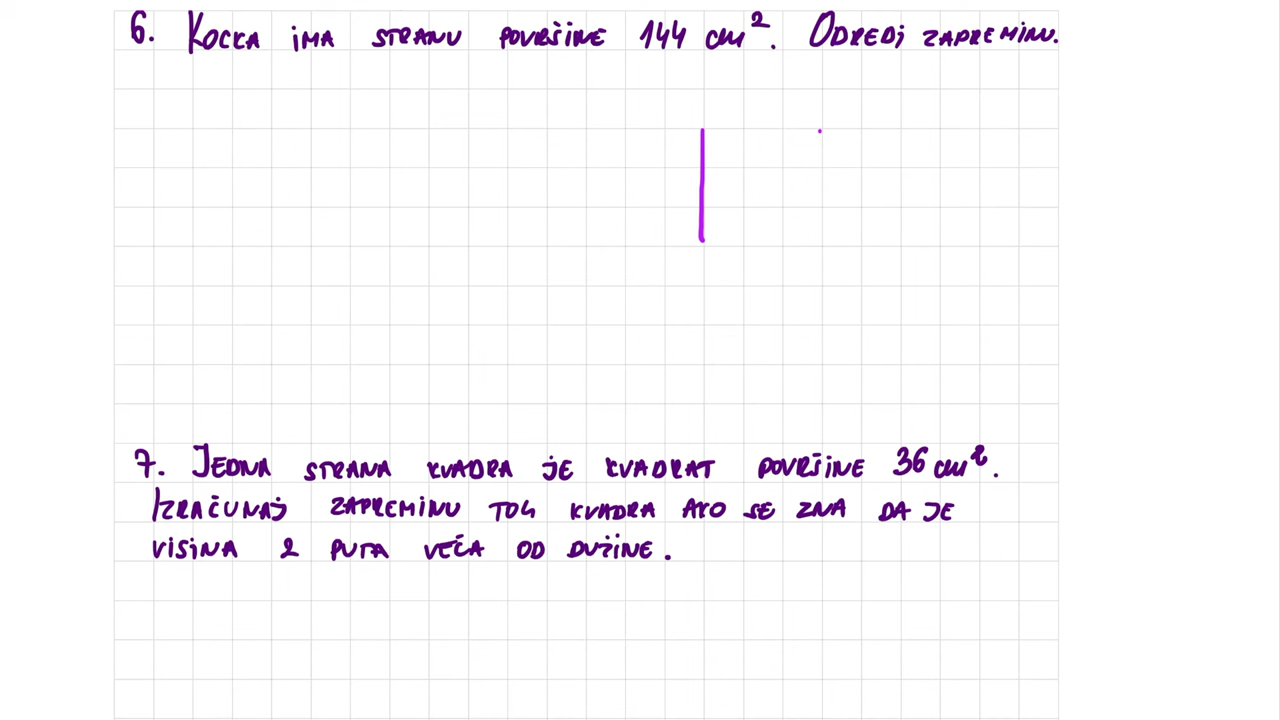 6. Kocka ima stranu površine 144 cm². Odredi zapreminu.
7. Jedna strana kvadra je kvadrat površine 36 cm².
Izračunaj zapreminu tog kvadra ako se zna da je
visina 2 puta veća od dužine.